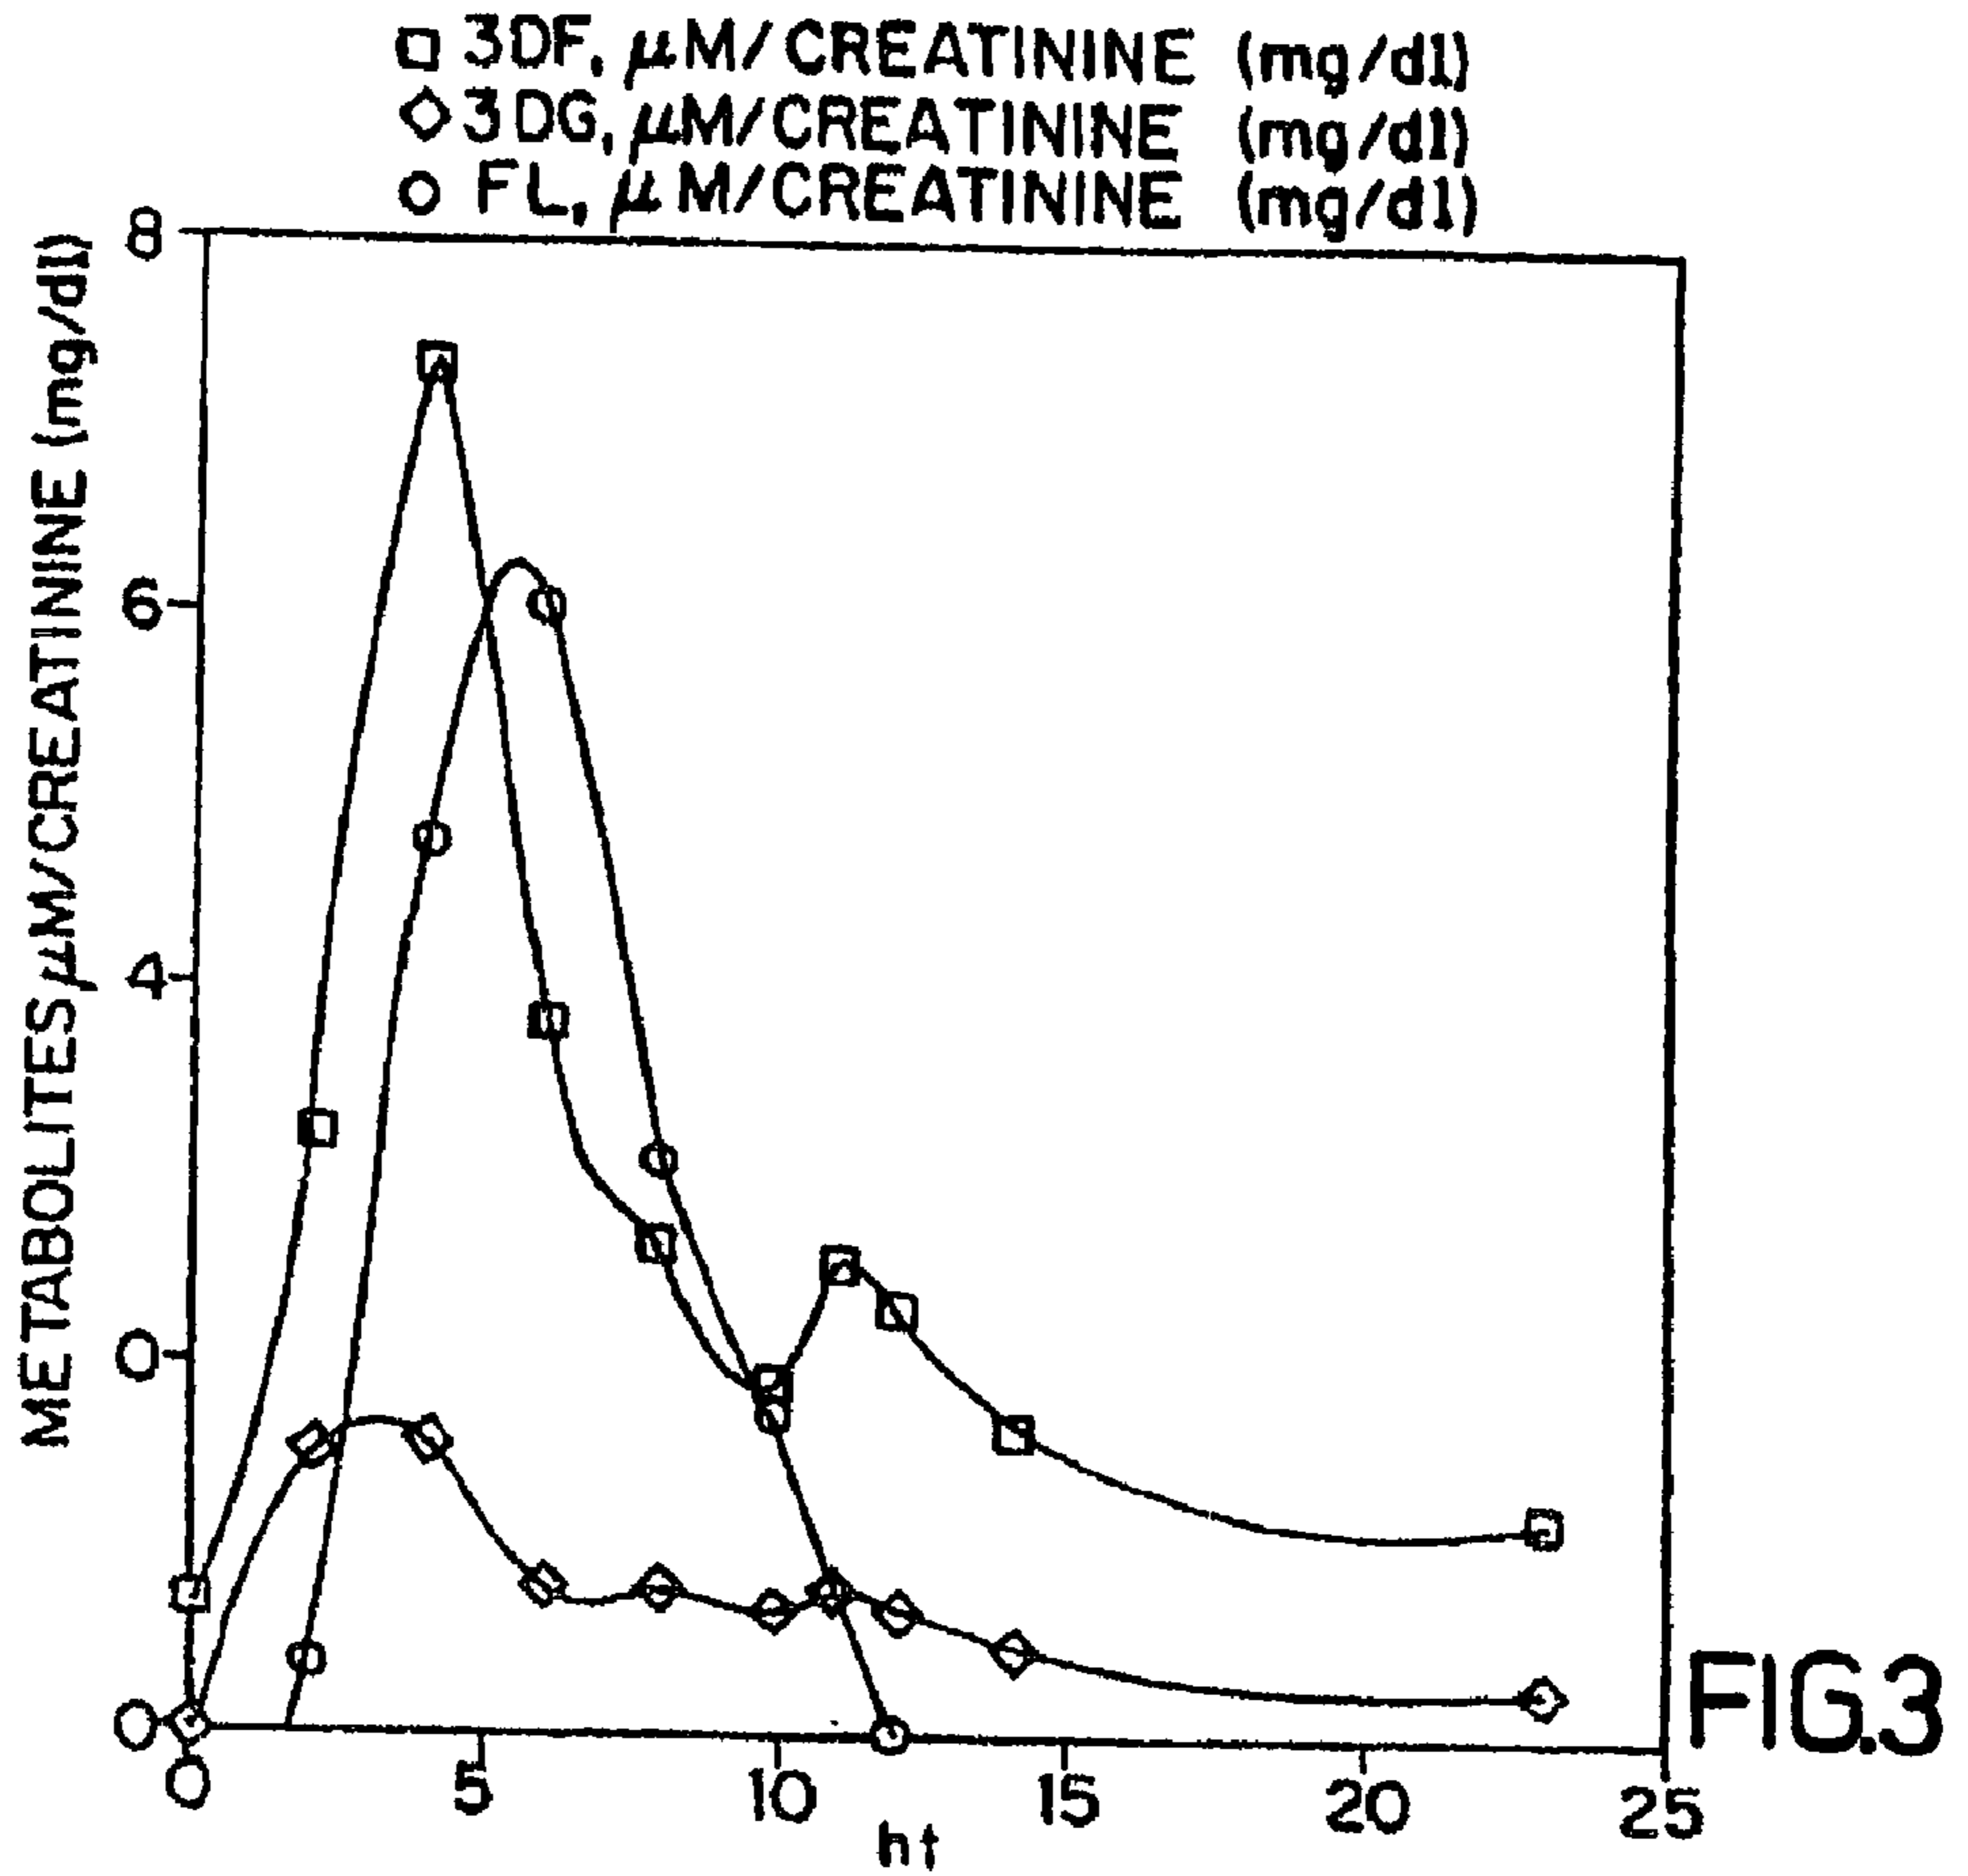 3DF, μM/CREATININE (mg/dl)
3DG, μM/CREATININE (mg/dl)
FL, μM/CREATININE (mg/dl)
METABOLITES μM/CREATININE (mg/dl)
8
6
4
0
0
0
5
10
15
20
25
ht
FIG.3